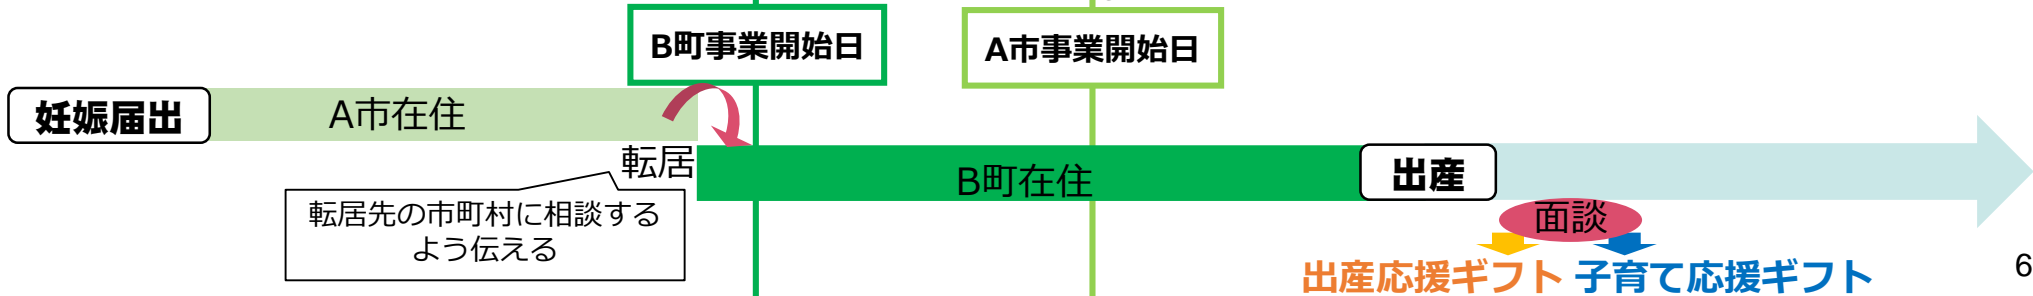 B町事業開始日
A市事業開始日
妊娠届出
A市在住
転居
B町在住
出産
転居先の市町村に相談する
よう伝える
面談
出産応援ギフト 子育て応援ギフト
6